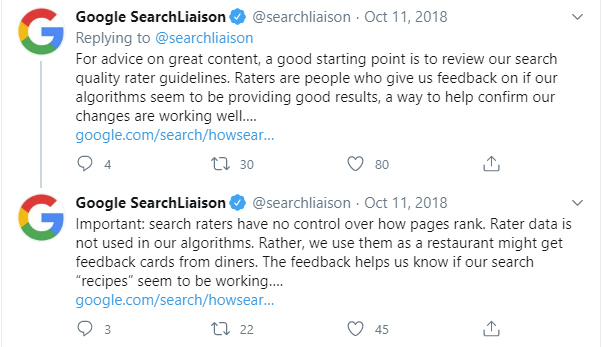 Google SearchLiaison @searchliaison · Oct 11, 2018
Replying to @searchliaison
For advice on great content, a good starting point is to review our search
quality rater guidelines. Raters are people who give us feedback on if our
algorithms seem to be providing good results, a way to help confirm our
changes are working well....
google.com/search/howsear...
4 30 80
Google SearchLiaison @searchliaison · Oct 11, 2018
Important: search raters have no control over how pages rank. Rater data is
not used in our algorithms. Rather, we use them as a restaurant might get
feedback cards from diners. The feedback helps us know if our search
“recipes” seem to be working....
google.com/search/howsear...
3 22 45